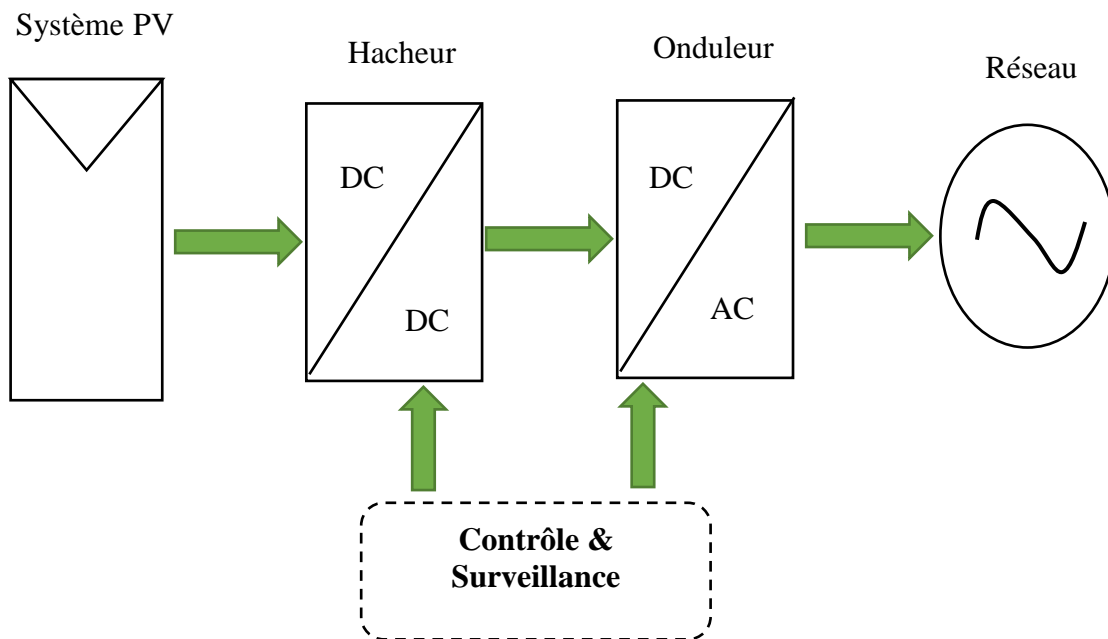 Système PV
Hacheur
Onduleur
Réseau
DC
DC
DC
AC
Contrôle &
Surveillance